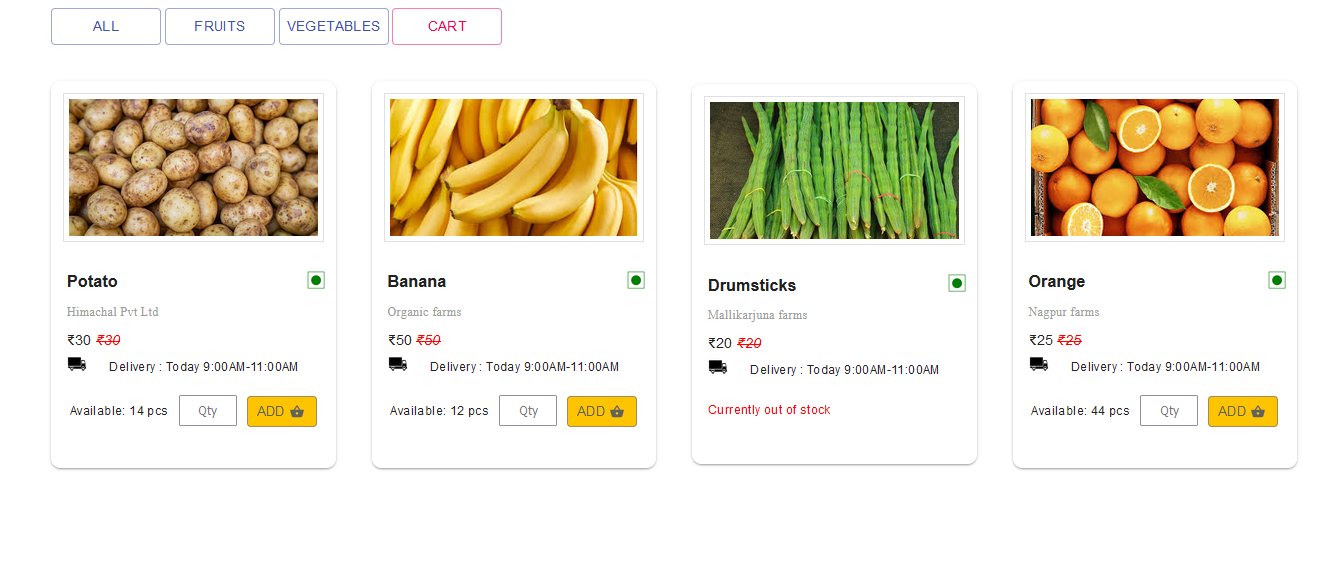 ALL FRUITS VEGETABLES CART
Potato
Himachal Pvt Ltd
₹30 ₹30
Delivery : Today 9:00AM-11:00AM
Available: 14 pcs Qty ADD
Banana
Organic farms
₹50 ₹50
Delivery : Today 9:00AM-11:00AM
Available: 12 pcs Qty ADD
Drumsticks
Mallikarjuna farms
₹20 ₹20
Delivery : Today 9:00AM-11:00AM
Currently out of stock
Orange
Nagpur farms
₹25 ₹25
Delivery : Today 9:00AM-11:00AM
Available: 44 pcs Qty ADD